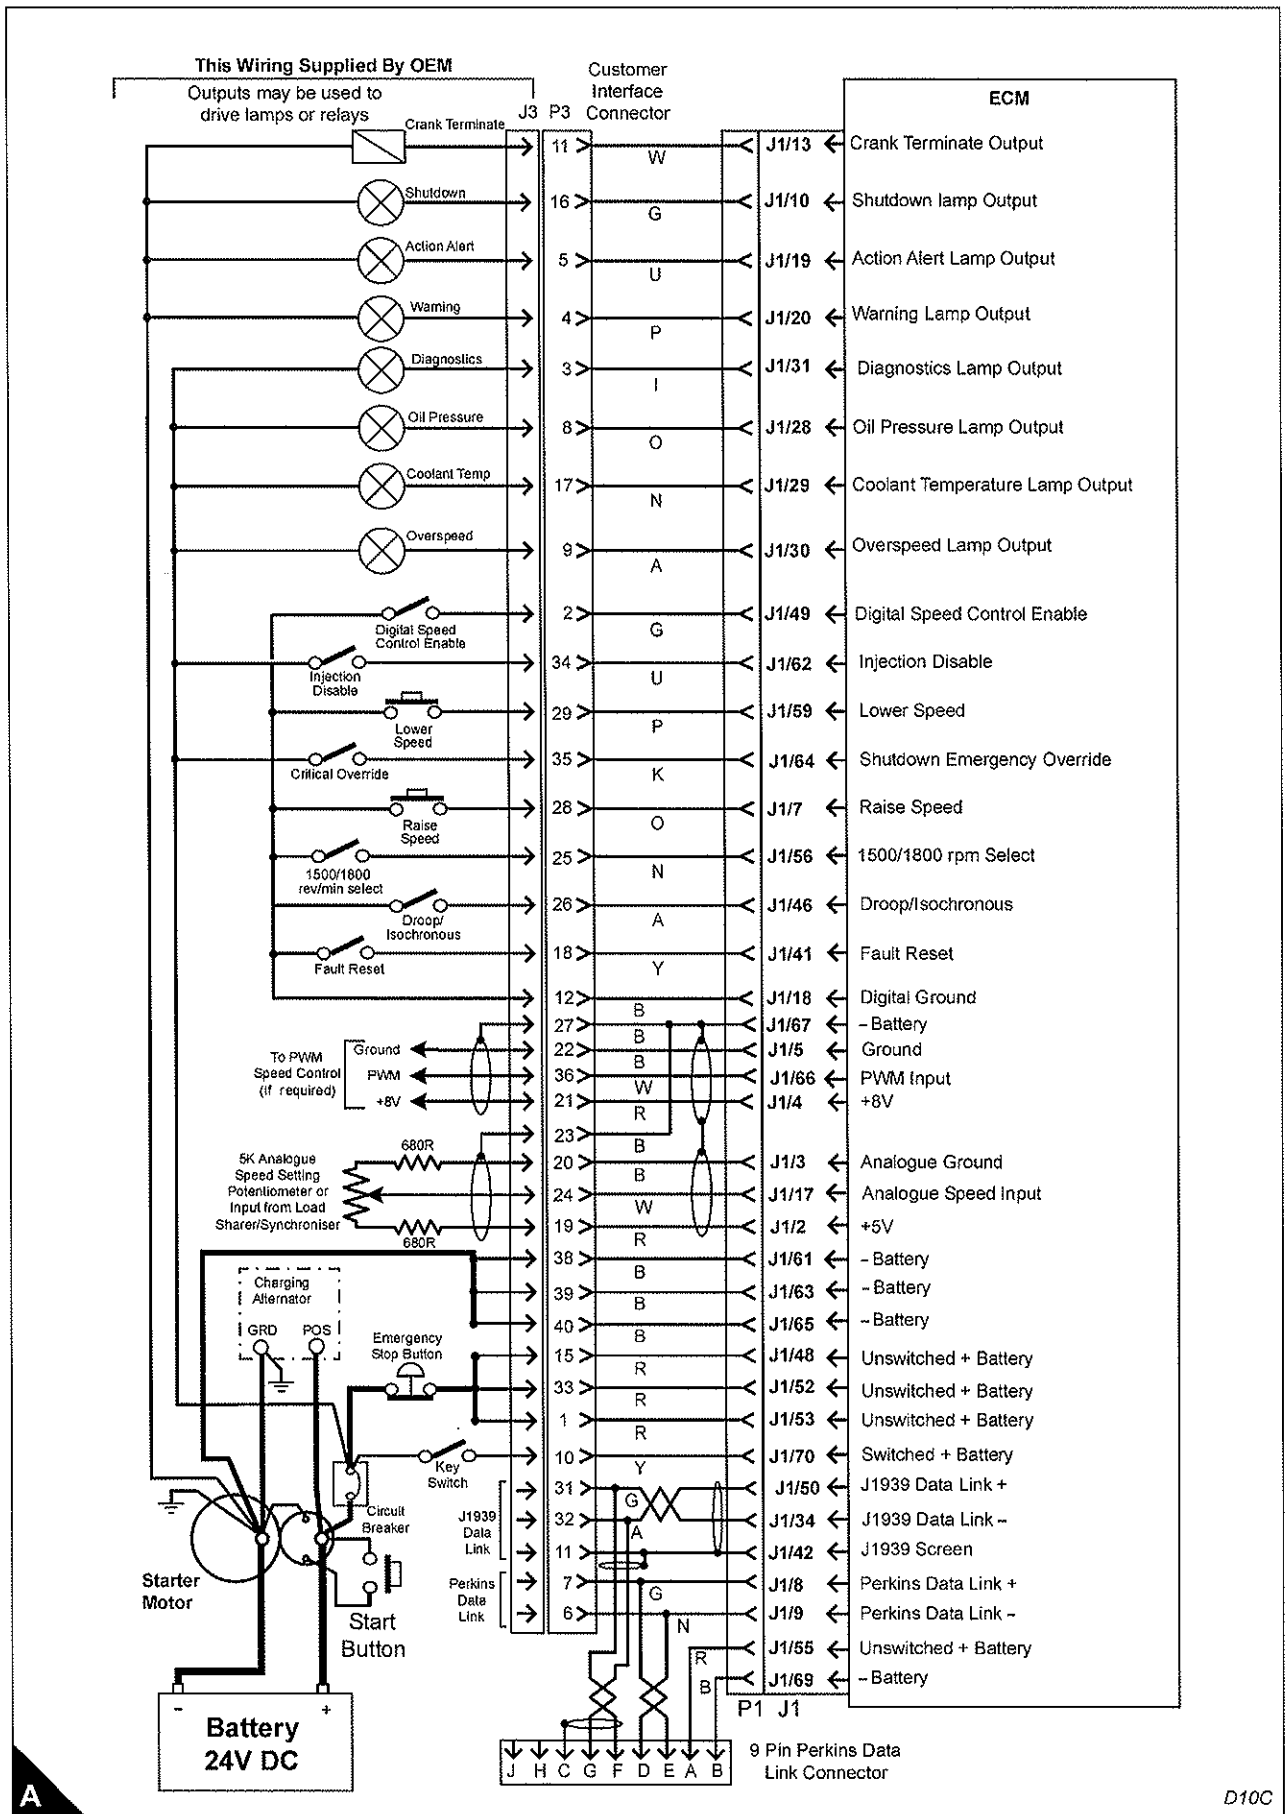 This Wiring Supplied By OEM
Outputs may be used to
drive lamps or relays
J3 P3
Customer
Interface
Connector
ECM
Crank Terminate 11 W J1/13 Crank Terminate Output
Shutdown 16 G J1/10 Shutdown lamp Output
Action Alert 5 U J1/19 Action Alert Lamp Output
Warning 4 P J1/20 Warning Lamp Output
Diagnostics 3 I J1/31 Diagnostics Lamp Output
Oil Pressure 8 O J1/28 Oil Pressure Lamp Output
Coolant Temp 17 N J1/29 Coolant Temperature Lamp Output
Overspeed 9 A J1/30 Overspeed Lamp Output
Digital Speed
Control Enable
2 G J1/49 Digital Speed Control Enable
Injection
Disable
34 U J1/62 Injection Disable
Lower
Speed
29 P J1/59 Lower Speed
Critical Override 35 K J1/64 Shutdown Emergency Override
Raise
Speed
28 O J1/7 Raise Speed
1500/1800
rev/min select
25 N J1/56 1500/1800 rpm Select
Droop/
Isochronous
26 A J1/46 Droop/Isochronous
Fault Reset 18 Y J1/41 Fault Reset
12 B J1/18 Digital Ground
27 B J1/67 – Battery
To PWM
Speed Control
(if required)
Ground 22 B J1/5 Ground
PWM 36 W J1/66 PWM Input
+8V 21 R J1/4 +8V
23 B
5K Analogue
Speed Setting
Potentiometer or
Input from Load
Sharer/Synchroniser
680R 20 B J1/3 Analogue Ground
24 W J1/17 Analogue Speed Input
680R 19 R J1/2 +5V
38 B J1/61 – Battery
39 B J1/63 – Battery
40 B J1/65 – Battery
Charging
Alternator
GRD POS
Emergency
Stop Button
15 R J1/48 Unswitched + Battery
33 R J1/52 Unswitched + Battery
1 R J1/53 Unswitched + Battery
Key
Switch
10 Y J1/70 Switched + Battery
J1939
Data
Link
31 G J1/50 J1939 Data Link +
32 A J1/34 J1939 Data Link –
11 J1/42 J1939 Screen
Perkins
Data
Link
7 G J1/8 Perkins Data Link +
6 N J1/9 Perkins Data Link –
R J1/55 Unswitched + Battery
B J1/69 – Battery
P1 J1
Circuit
Breaker
Starter
Motor
Start
Button
- +
Battery
24V DC
J H C G F D E A B
9 Pin Perkins Data
Link Connector
A
D10C